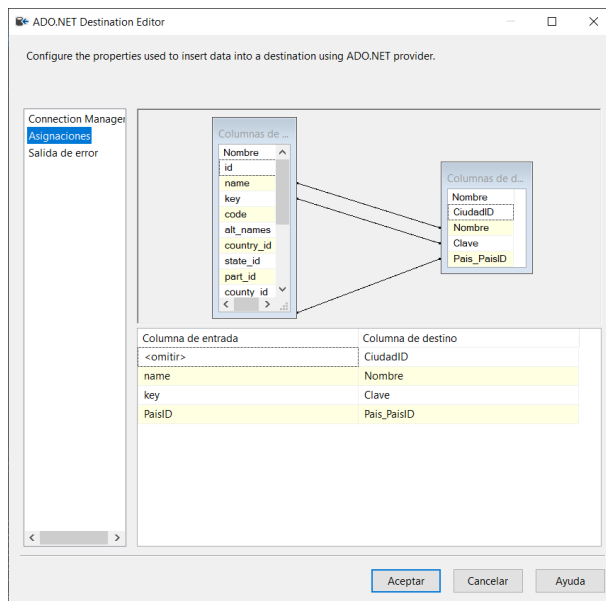 ADO.NET Destination Editor
Configure the properties used to insert data into a destination using ADO.NET provider.
Connection Manager
Asignaciones
Salida de error
Columnas de ...
Nombre
id
name
key
code
alt_names
country_id
state_id
part_id
county_id
Columnas de d...
Nombre
CiudadID
Nombre
Clave
Pais_PaisID
Columna de entrada Columna de destino
<omitir> CiudadID
name Nombre
key Clave
PaisID Pais_PaisID
Aceptar Cancelar Ayuda